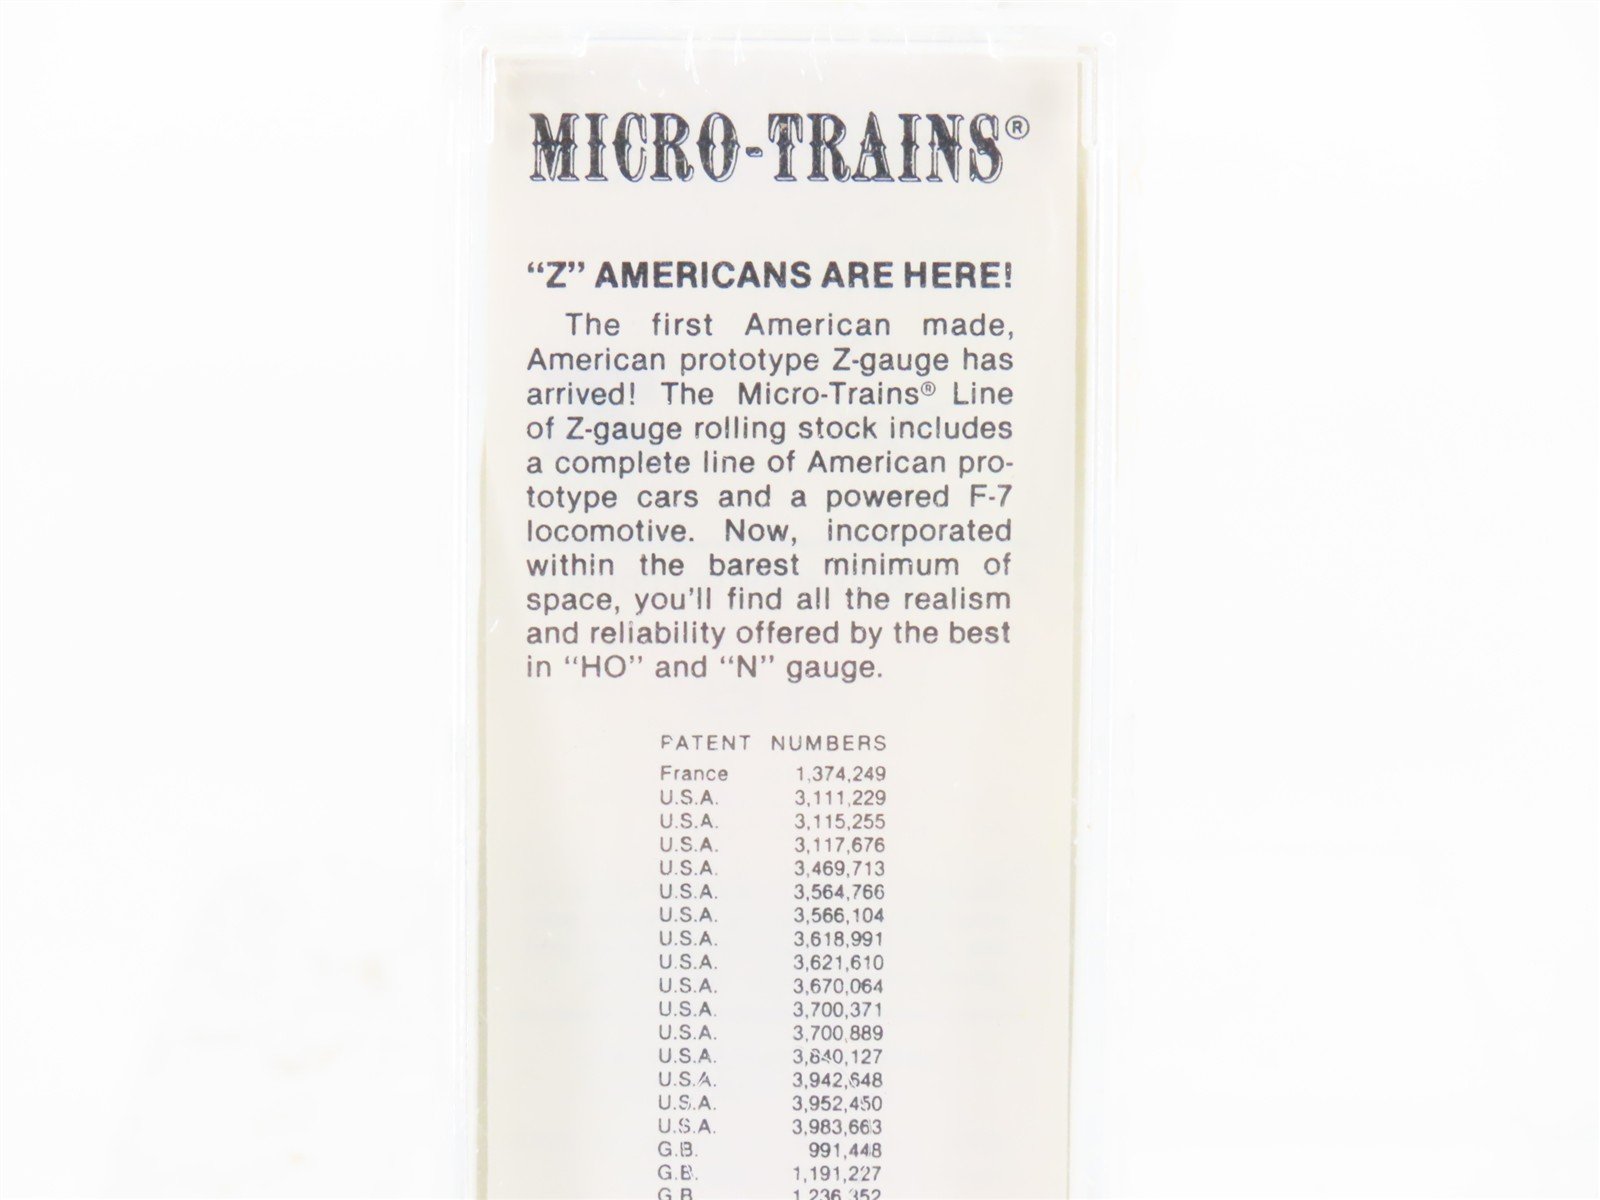 MICRO-TRAINS®
“Z” AMERICANS ARE HERE!
The first American made,
American prototype Z-gauge has
arrived! The Micro-Trains® Line
of Z-gauge rolling stock includes
a complete line of American pro-
totype cars and a powered F-7
locomotive. Now, incorporated
within the barest minimum of
space, you'll find all the realism
and reliability offered by the best
in “HO” and “N” gauge.
PATENT NUMBERS
France 1,374,249
U.S.A. 3,111,229
U.S.A. 3,115,255
U.S.A. 3,117,676
U.S.A. 3,469,713
U.S.A. 3,564,766
U.S.A. 3,566,104
U.S.A. 3,618,991
U.S.A. 3,621,610
U.S.A. 3,670,064
U.S.A. 3,700,371
U.S.A. 3,700,889
U.S.A. 3,840,127
U.S.A. 3,942,648
U.S.A. 3,952,450
U.S.A. 3,983,663
G.B. 991,448
G.B. 1,191,227
G.B. 1,236,352